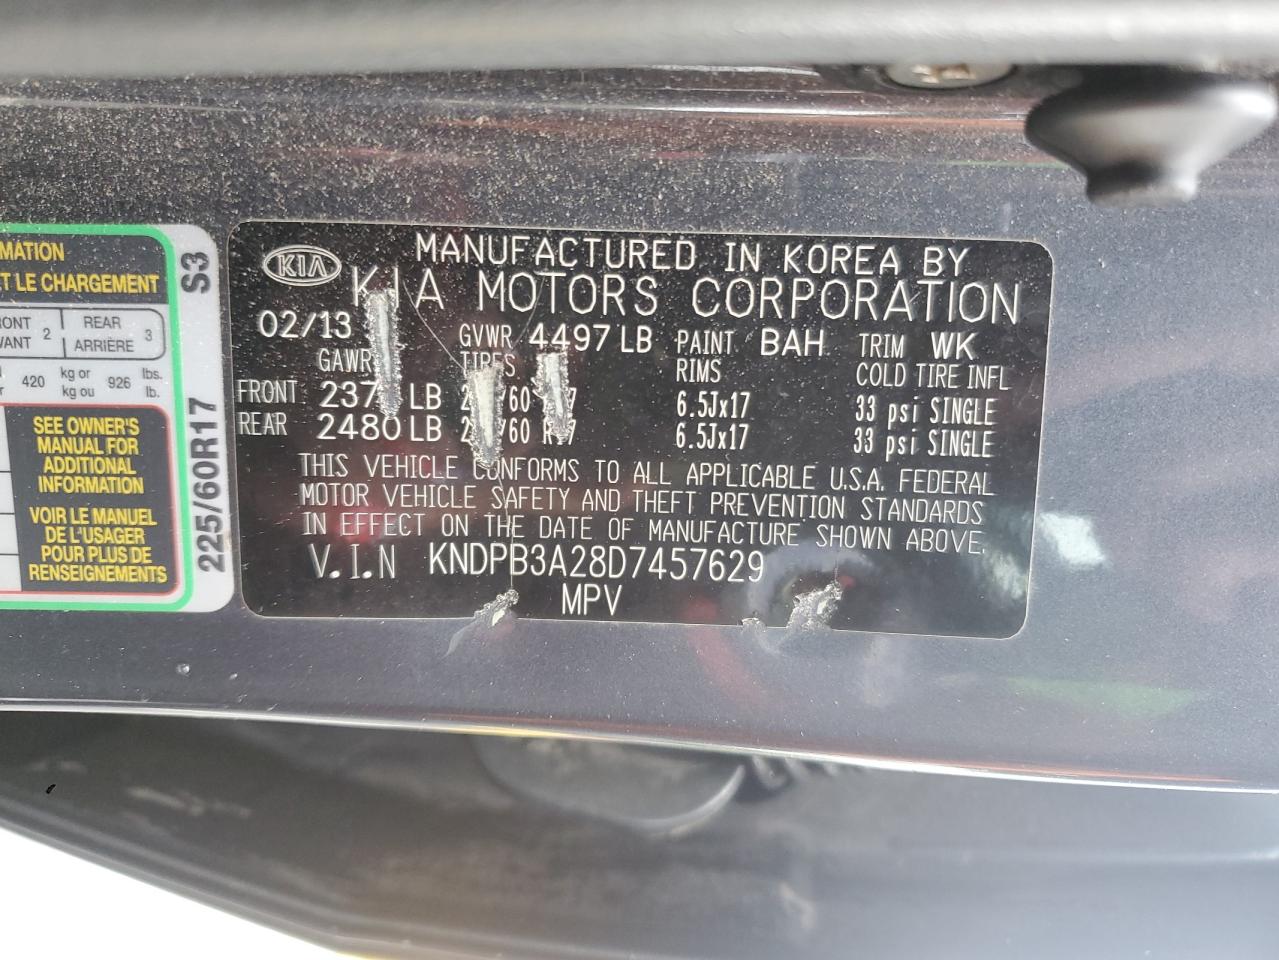 MATION
ET LE CHARGEMENT
RONT 2 REAR 3
VANT ARRIÈRE
420 kg or 926 lbs.
kg ou lb.
SEE OWNER'S
MANUAL FOR
ADDITIONAL
INFORMATION
VOIR LE MANUEL
DE L'USAGER
POUR PLUS DE
RENSEIGNEMENTS
225/60R17 S3
KIA MANUFACTURED IN KOREA BY
KIA MOTORS CORPORATION
02/13 GVWR 4497 LB PAINT BAH TRIM WK
GAWR TIRES RIMS COLD TIRE INFL
FRONT LB 6.5Jx17 33 psi SINGLE
REAR 2480 LB 6.5Jx17 33 psi SINGLE
THIS VEHICLE CONFORMS TO ALL APPLICABLE U.S.A. FEDERAL
MOTOR VEHICLE SAFETY AND THEFT PREVENTION STANDARDS
IN EFFECT ON THE DATE OF MANUFACTURE SHOWN ABOVE.
V.I.N KNDPB3A28D7457629
MPV